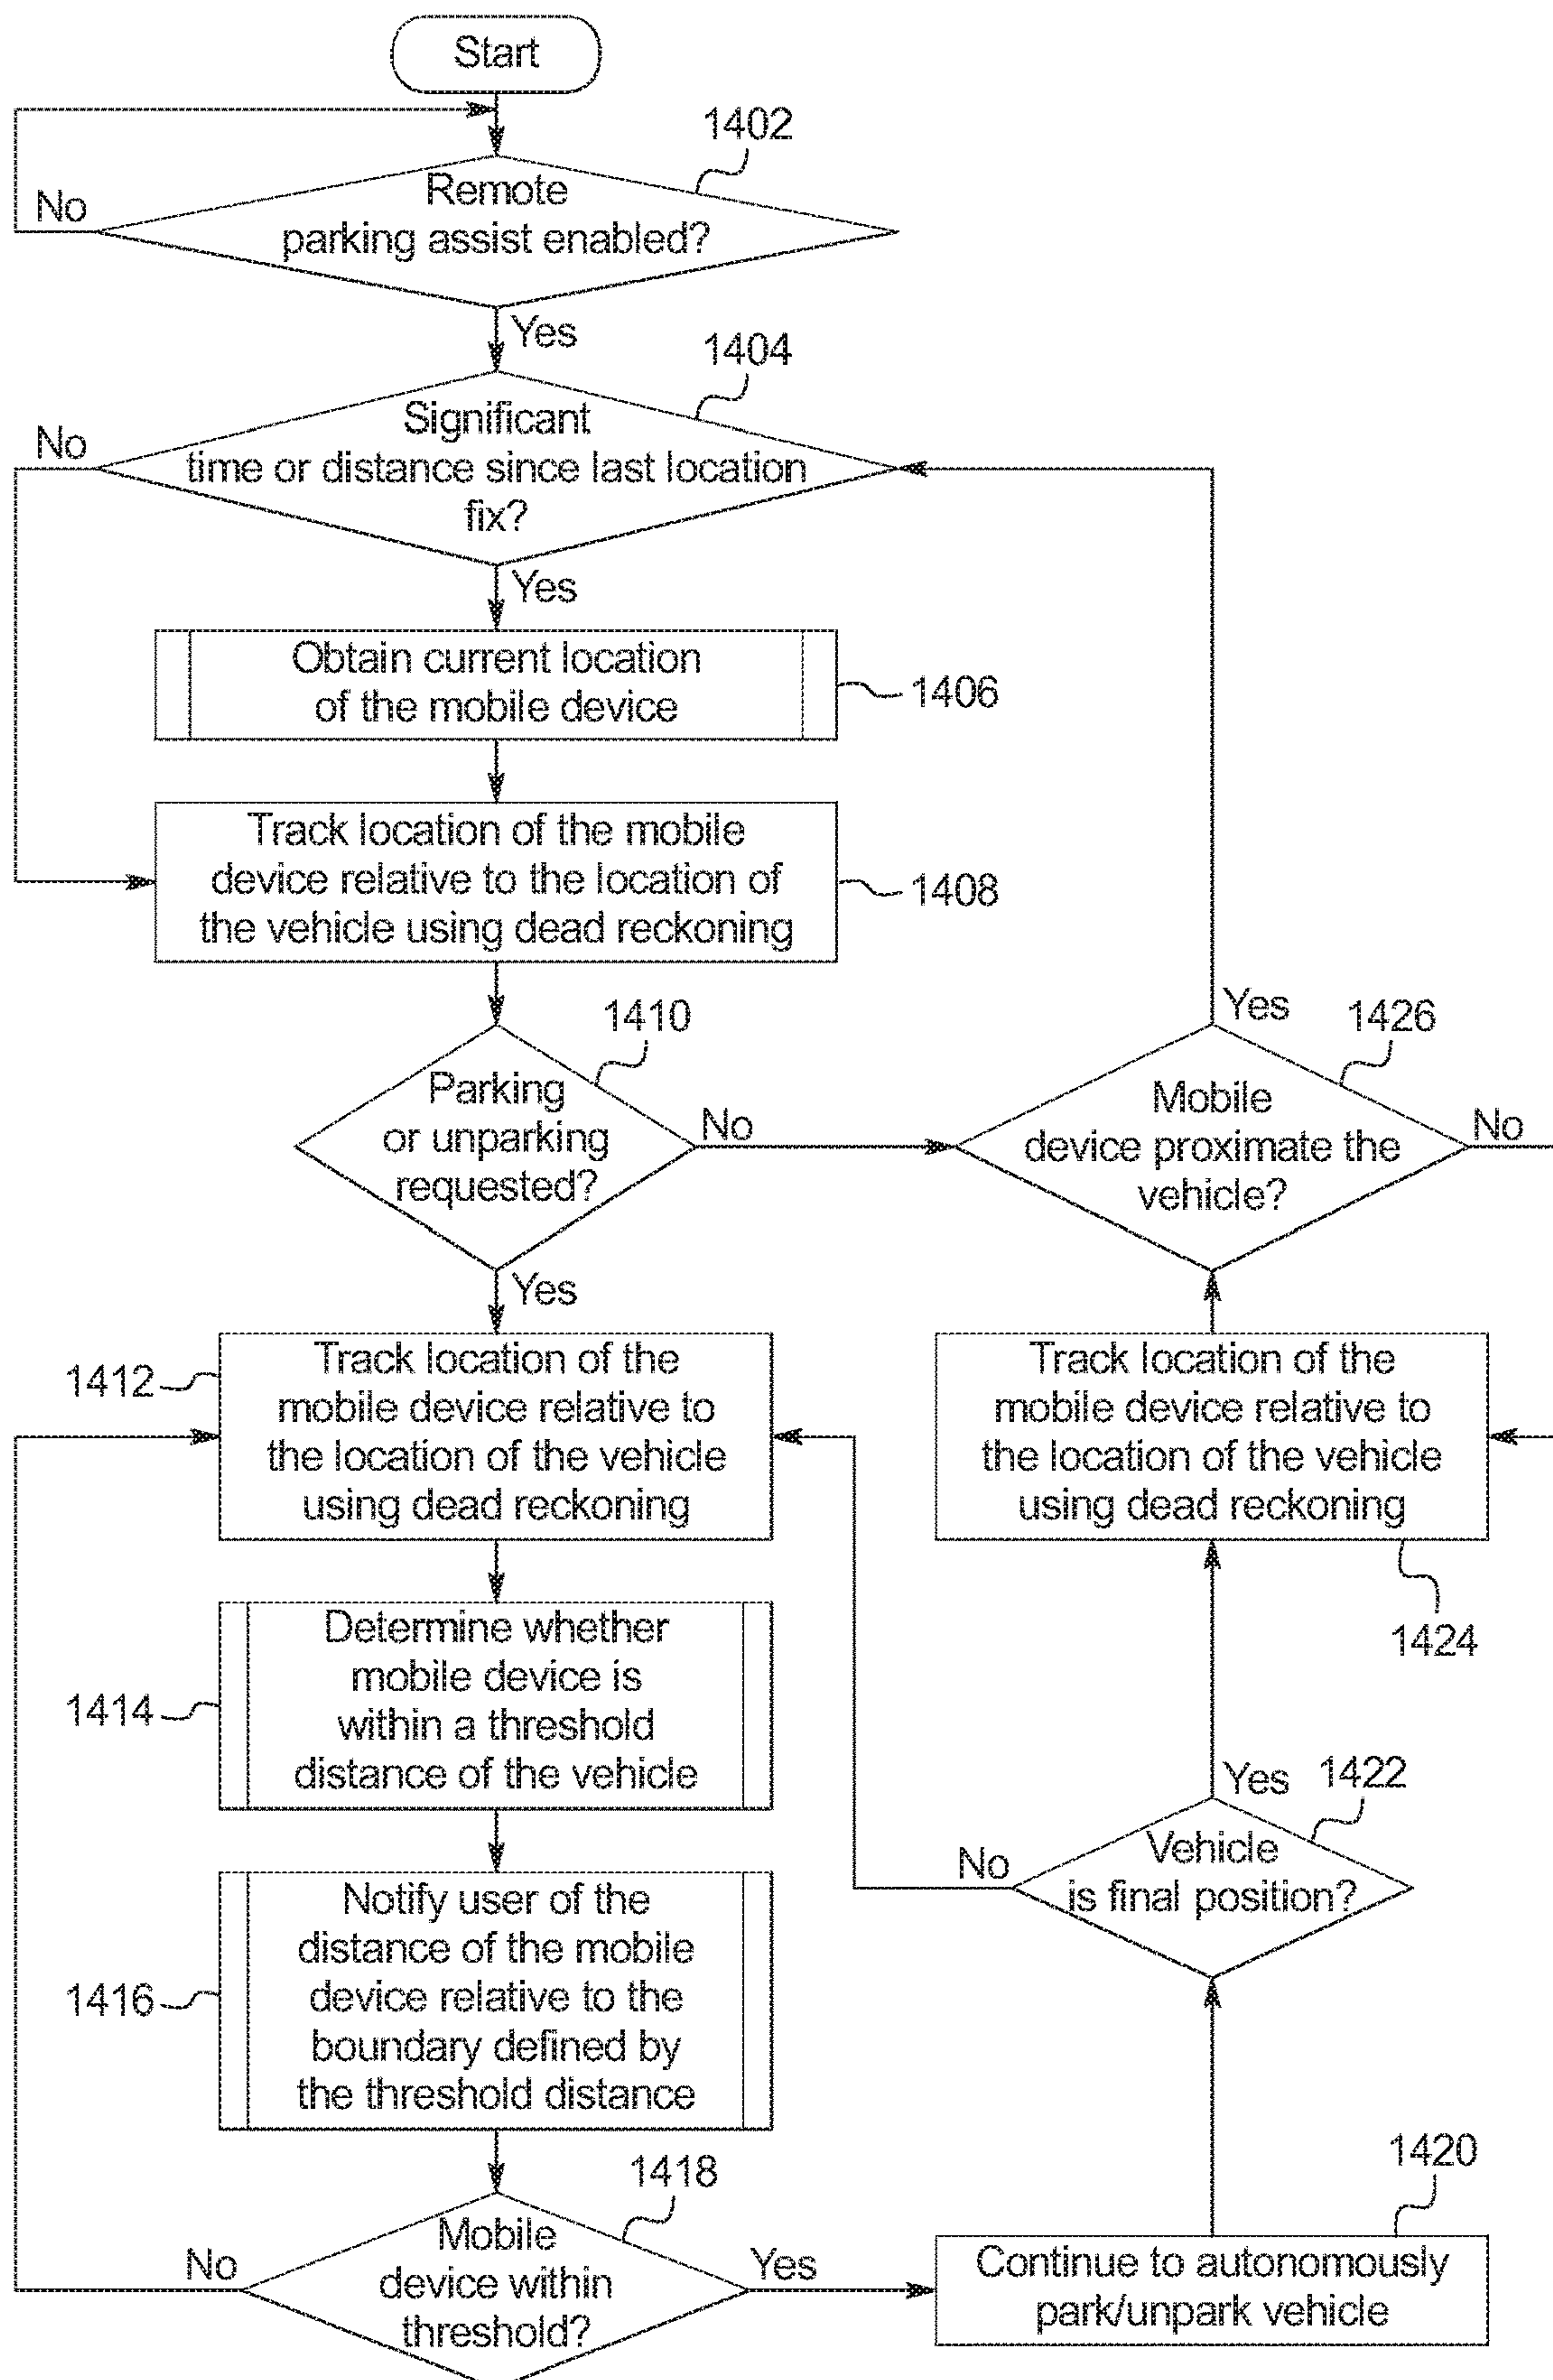 Start
1402
Remote
parking assist enabled?
No
Yes
1404
Significant
time or distance since last location
fix?
No
Yes
Obtain current location
of the mobile device
1406
Track location of the mobile
device relative to the location of
the vehicle using dead reckoning
1408
1410
Parking
or unparking
requested?
No
Yes
Yes
1426
Mobile
device proximate the
vehicle?
No
1412
Track location of the
mobile device relative to
the location of the vehicle
using dead reckoning
Track location of the
mobile device relative to
the location of the vehicle
using dead reckoning
1424
1414
Determine whether
mobile device is
within a threshold
distance of the vehicle
Yes
1422
No
Vehicle
is final position?
1416
Notify user of the
distance of the mobile
device relative to the
boundary defined by
the threshold distance
1418
Mobile
device within
threshold?
No
Yes
1420
Continue to autonomously
park/unpark vehicle